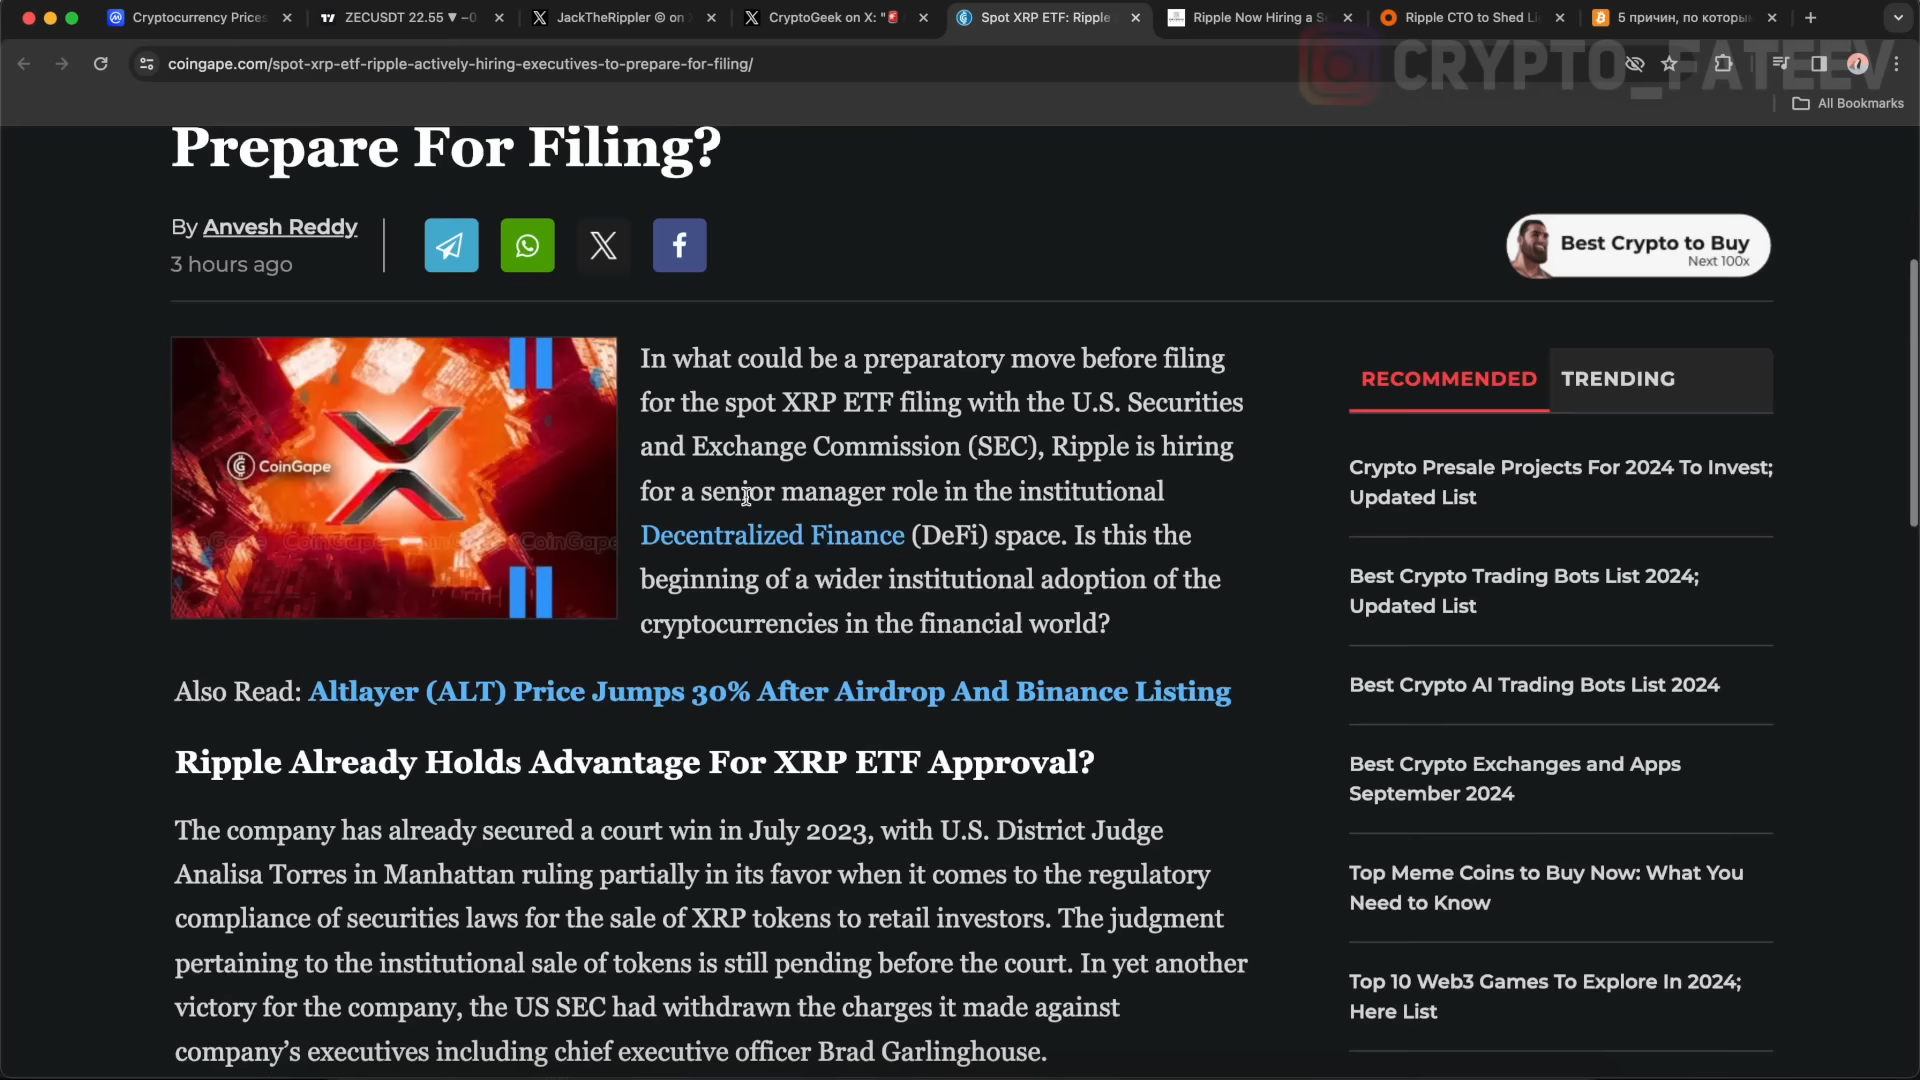 Cryptocurrency Prices
ZECUSDT 22.55 ▼ −0
JackTheRippler © on
CryptoGeek on X: "🚨
Spot XRP ETF: Ripple
Ripple Now Hiring a S
Ripple CTO to Shed Li
5 причин, по которы
coingape.com/spot-xrp-etf-ripple-actively-hiring-executives-to-prepare-for-filing/
CRYPTO_FATEEV
All Bookmarks
Prepare For Filing?
By Anvesh Reddy
3 hours ago
Best Crypto to Buy
Next 100x
CoinGape
In what could be a preparatory move before filing
for the spot XRP ETF filing with the U.S. Securities
and Exchange Commission (SEC), Ripple is hiring
for a senior manager role in the institutional
Decentralized Finance (DeFi) space. Is this the
beginning of a wider institutional adoption of the
cryptocurrencies in the financial world?
Also Read: Altlayer (ALT) Price Jumps 30% After Airdrop And Binance Listing
Ripple Already Holds Advantage For XRP ETF Approval?
The company has already secured a court win in July 2023, with U.S. District Judge
Analisa Torres in Manhattan ruling partially in its favor when it comes to the regulatory
compliance of securities laws for the sale of XRP tokens to retail investors. The judgment
pertaining to the institutional sale of tokens is still pending before the court. In yet another
victory for the company, the US SEC had withdrawn the charges it made against
company’s executives including chief executive officer Brad Garlinghouse.
RECOMMENDED
TRENDING
Crypto Presale Projects For 2024 To Invest;
Updated List
Best Crypto Trading Bots List 2024;
Updated List
Best Crypto AI Trading Bots List 2024
Best Crypto Exchanges and Apps
September 2024
Top Meme Coins to Buy Now: What You
Need to Know
Top 10 Web3 Games To Explore In 2024;
Here List